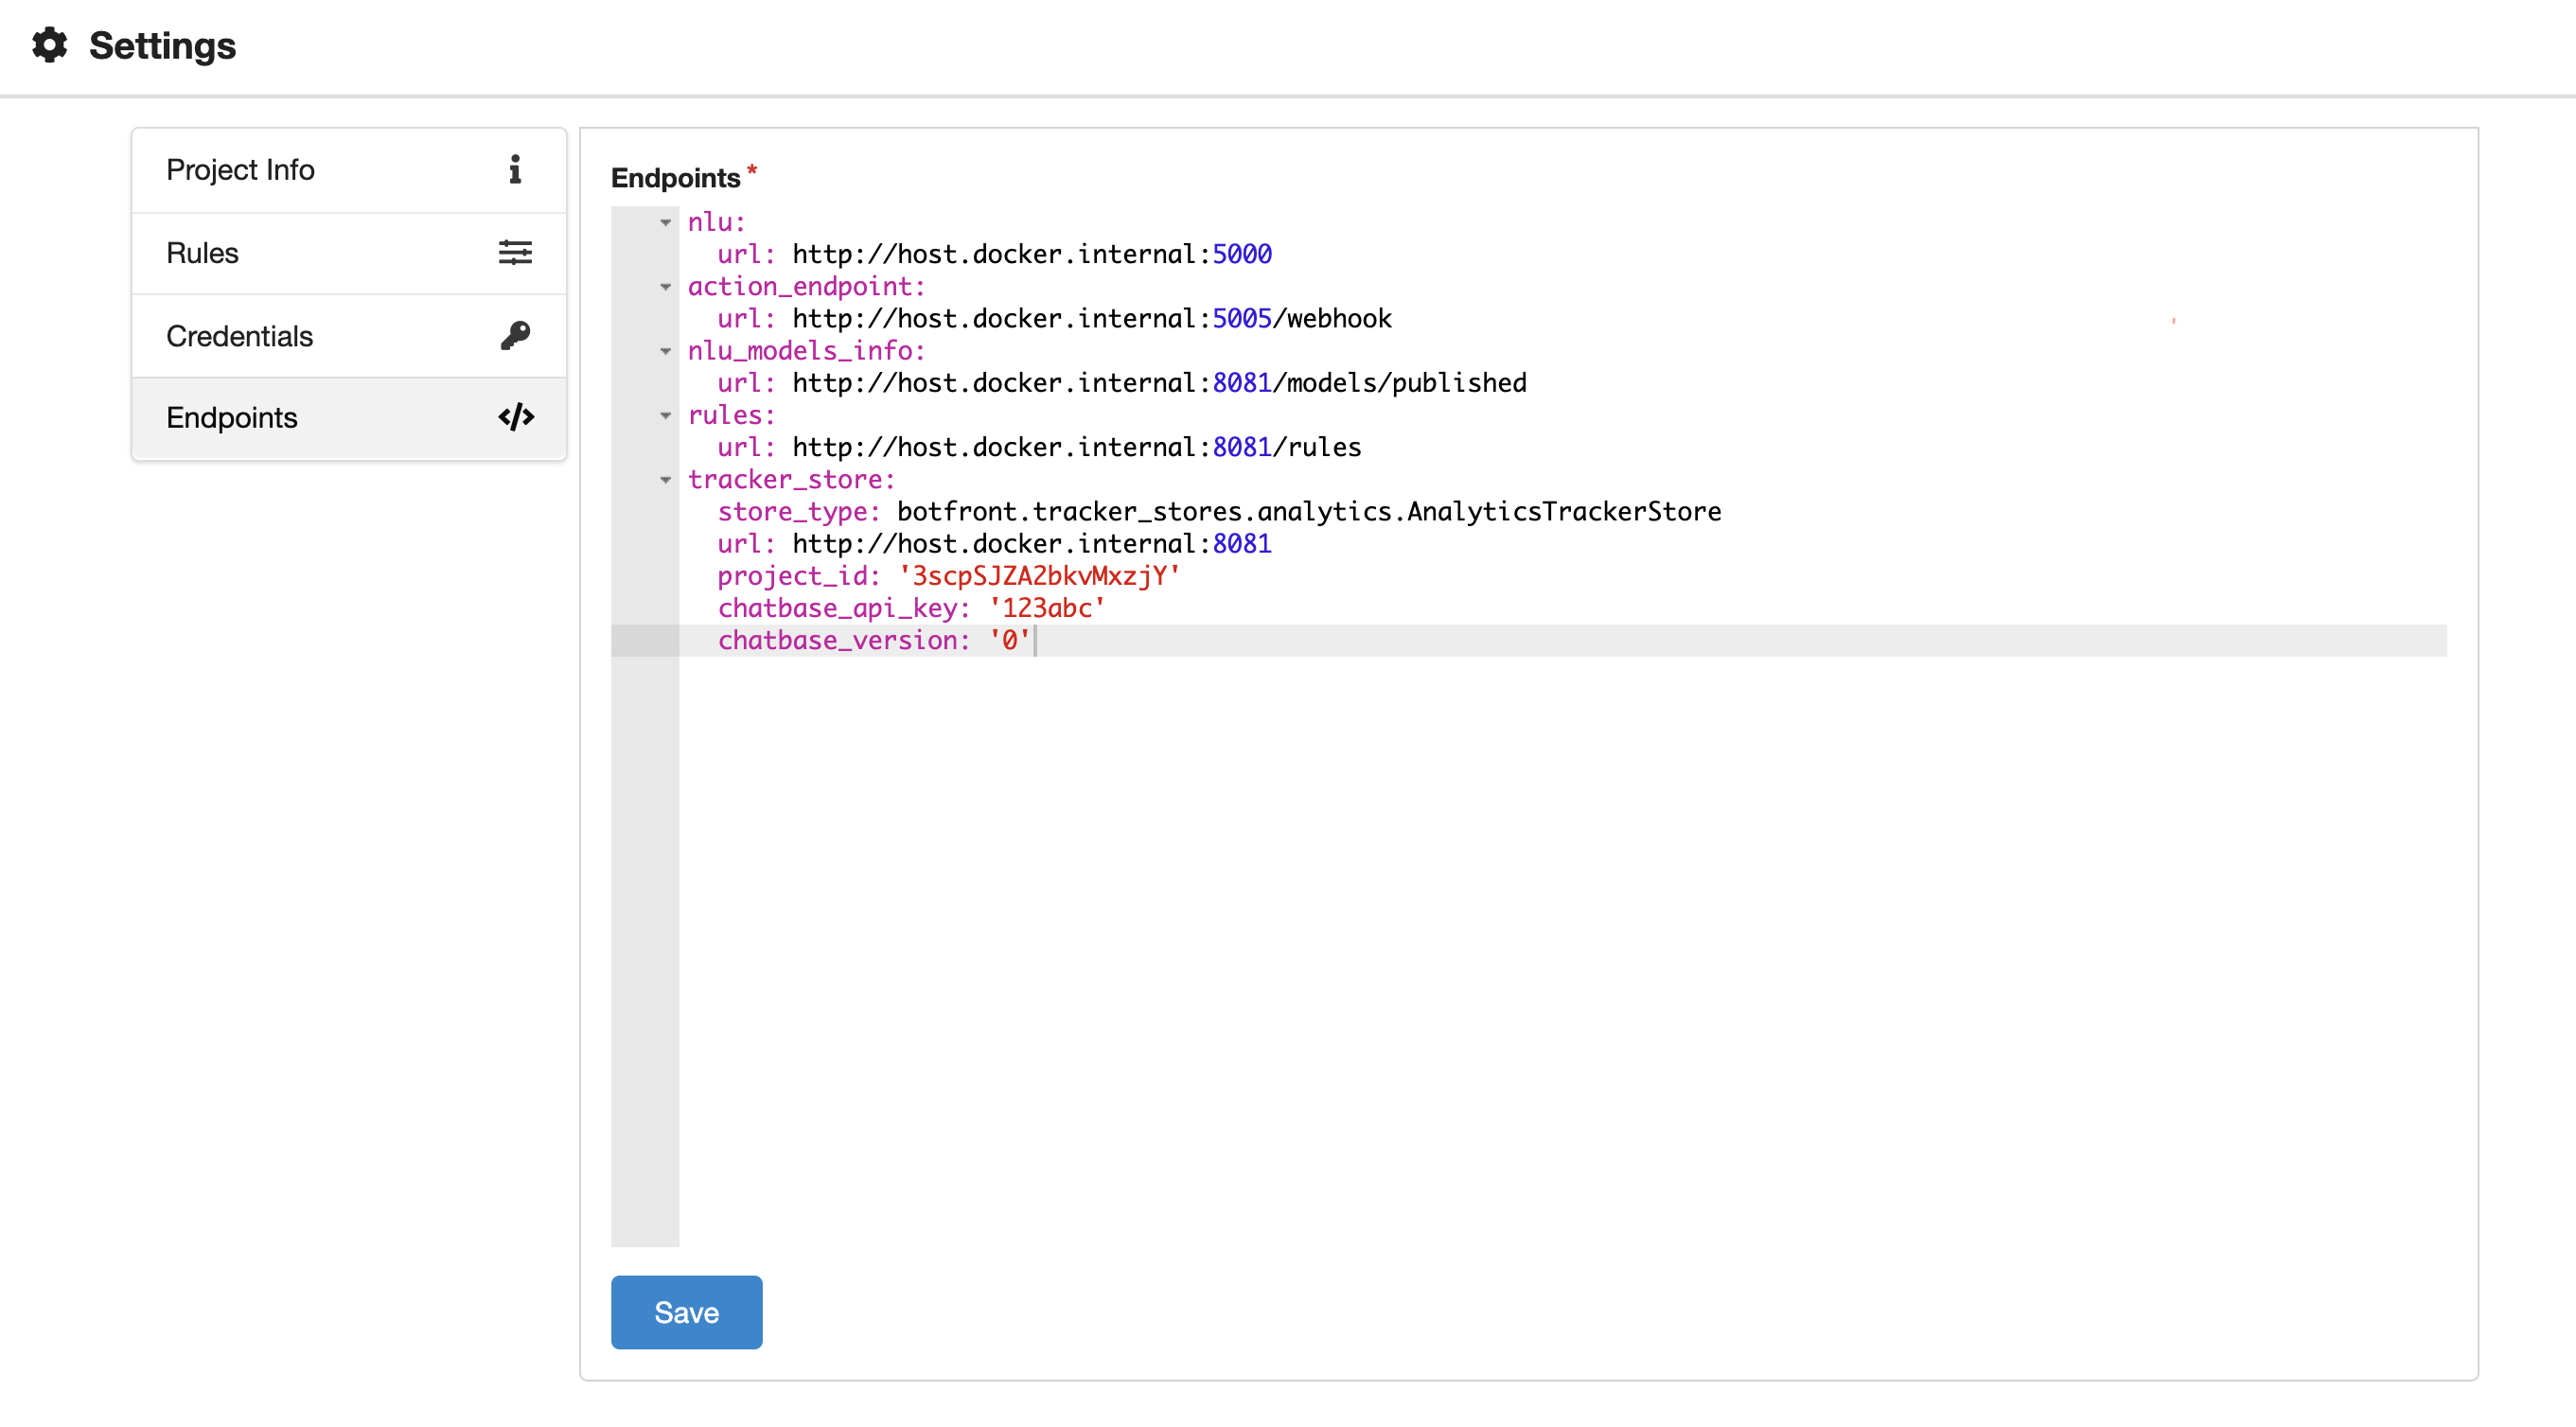 Settings
Project Info
Rules
Credentials
Endpoints
Endpoints *
nlu:
  url: http://host.docker.internal:5000
action_endpoint:
  url: http://host.docker.internal:5005/webhook
nlu_models_info:
  url: http://host.docker.internal:8081/models/published
rules:
  url: http://host.docker.internal:8081/rules
tracker_store:
  store_type: botfront.tracker_stores.analytics.AnalyticsTrackerStore
  url: http://host.docker.internal:8081
  project_id: '3scpSJZA2bkvMxzjY'
  chatbase_api_key: '123abc'
  chatbase_version: '0'
Save